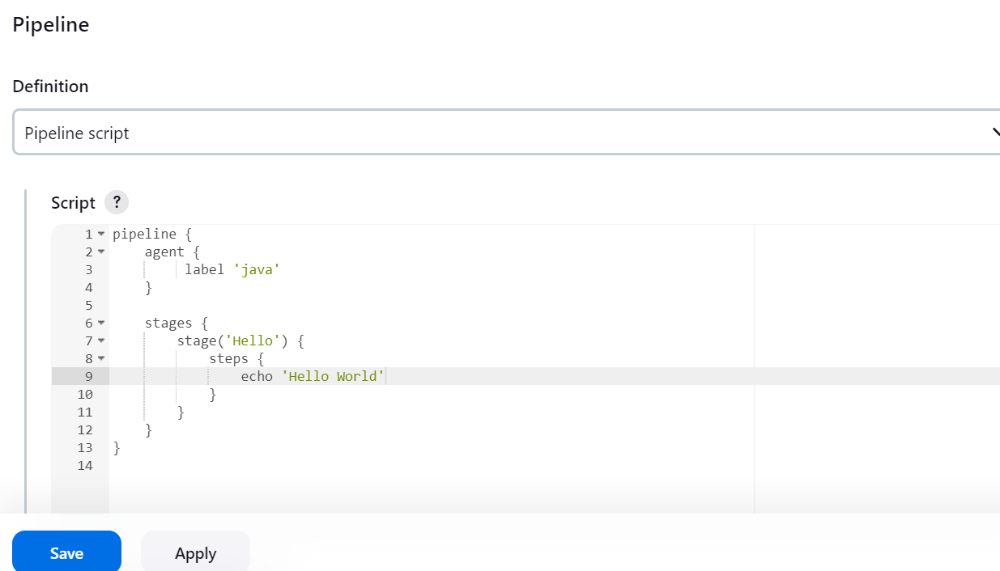 Pipeline
Definition
Pipeline script
Script ?
1 pipeline {
2     agent {
3          label 'java'
4     }
5
6     stages {
7         stage('Hello') {
8             steps {
9                 echo 'Hello World'
10             }
11         }
12     }
13 }
14
Save Apply